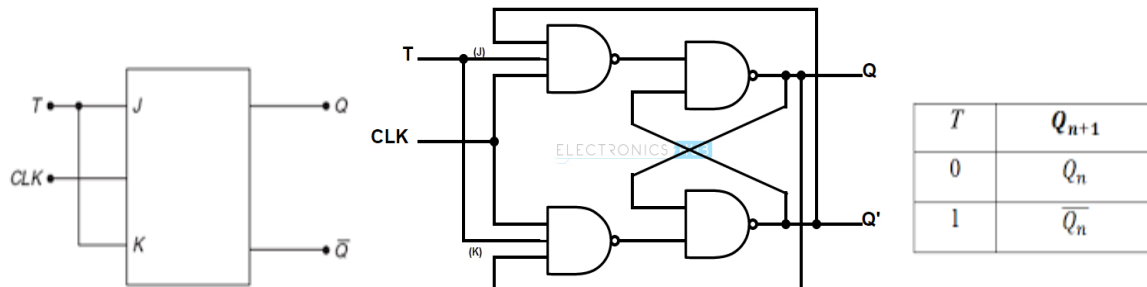 T
J
Q
CLK
K
Q̅
T
(J)
Q
CLK
ELECTRONICS
(K)
Q'
T Qₙ₊₁
0 Qₙ
1 Q̅ₙ